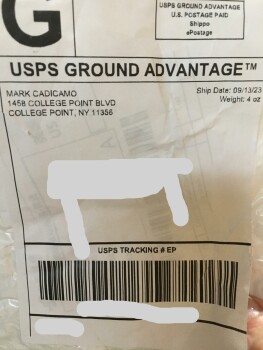 G
USPS GROUND ADVANTAGE
U.S. POSTAGE PAID
Shippo
ePostage
USPS GROUND ADVANTAGE™
MARK CADICAMO
1458 COLLEGE POINT BLVD
COLLEGE POINT, NY 11356
Ship Date: 09/13/23
Weight: 4 oz
USPS TRACKING # EP